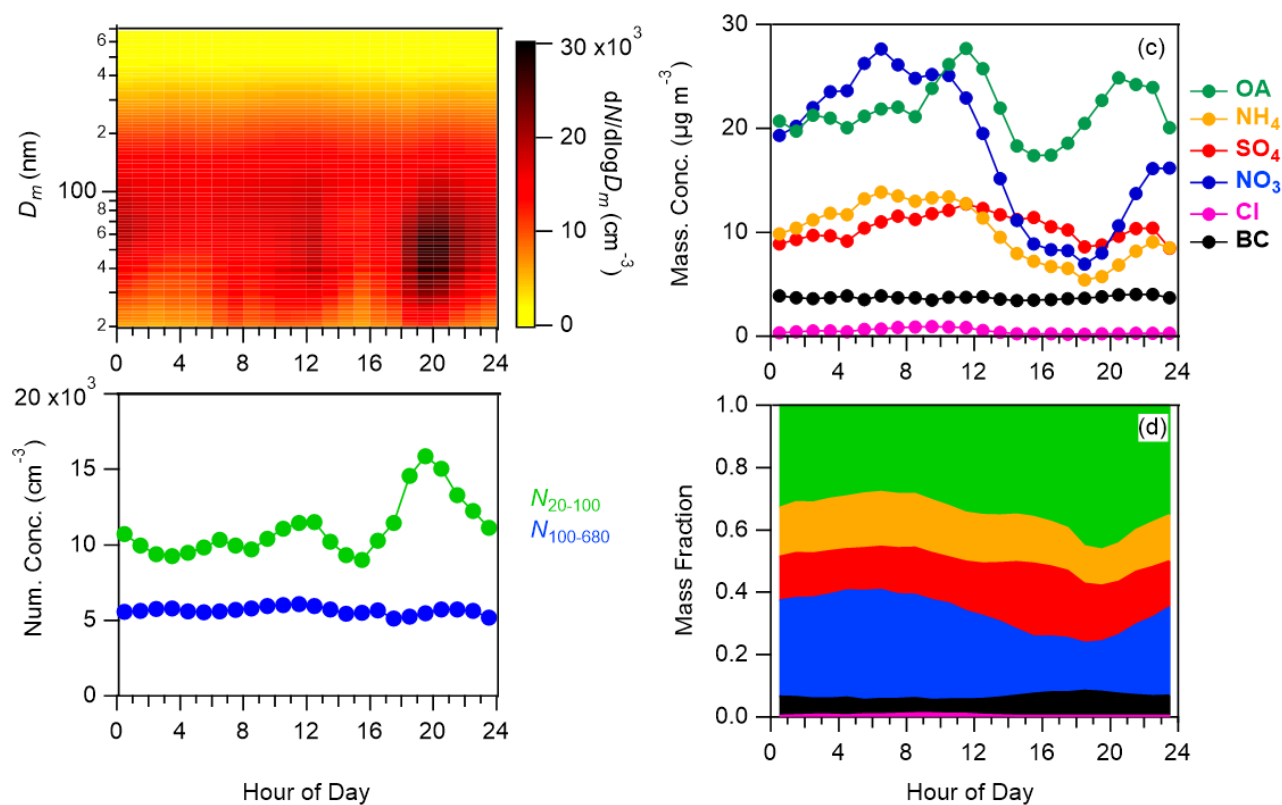 6
4
2
100
8
6
4
2
D_m (nm)
0 4 8 12 16 20 24
30 x10³
20
10
0
dN/dlogD_m (cm⁻³)
20 x10³
15
10
5
0
Num. Conc. (cm⁻³)
0 4 8 12 16 20 24
Hour of Day
N₂₀₋₁₀₀
N₁₀₀₋₆₈₀
(c)
30
20
10
0
Mass. Conc. (µg m⁻³)
0 4 8 12 16 20 24
OA
NH₄
SO₄
NO₃
Cl
BC
(d)
1.0
0.8
0.6
0.4
0.2
0.0
Mass Fraction
0 4 8 12 16 20 24
Hour of Day